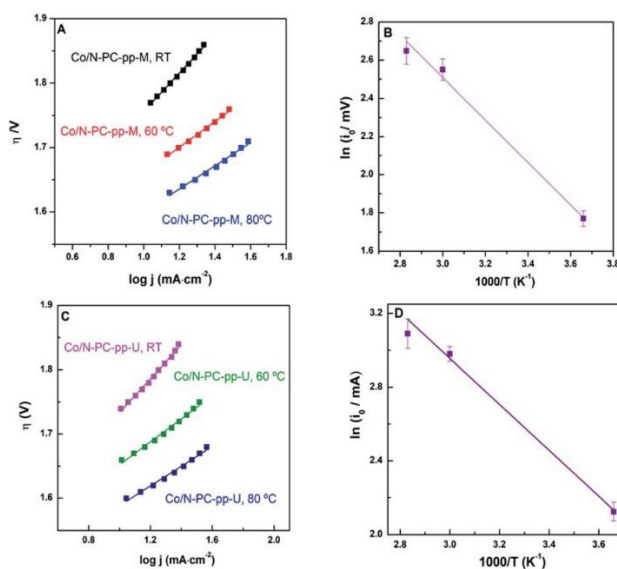 A
Co/N-PC-pp-M, RT
Co/N-PC-pp-M, 60 ºC
Co/N-PC-pp-M, 80ºC
η /V
1.9
1.8
1.7
1.6
0.6 0.8 1.0 1.2 1.4 1.6 1.8
log j (mA·cm⁻²)
B
ln (i₀/ mV)
2.8
2.6
2.4
2.2
2.0
1.8
1.6
2.8 3.0 3.2 3.4 3.6 3.8
1000/T (K⁻¹)
C
Co/N-PC-pp-U, RT
Co/N-PC-pp-U, 60 ºC
Co/N-PC-pp-U, 80 ºC
η (V)
1.9
1.8
1.7
1.6
0.6 0.9 1.2 1.5 1.8 2.1
log j (mA·cm⁻²)
D
ln (i₀ / mA)
3.2
2.8
2.4
2.0
2.8 3.0 3.2 3.4 3.6
1000/T (K⁻¹)